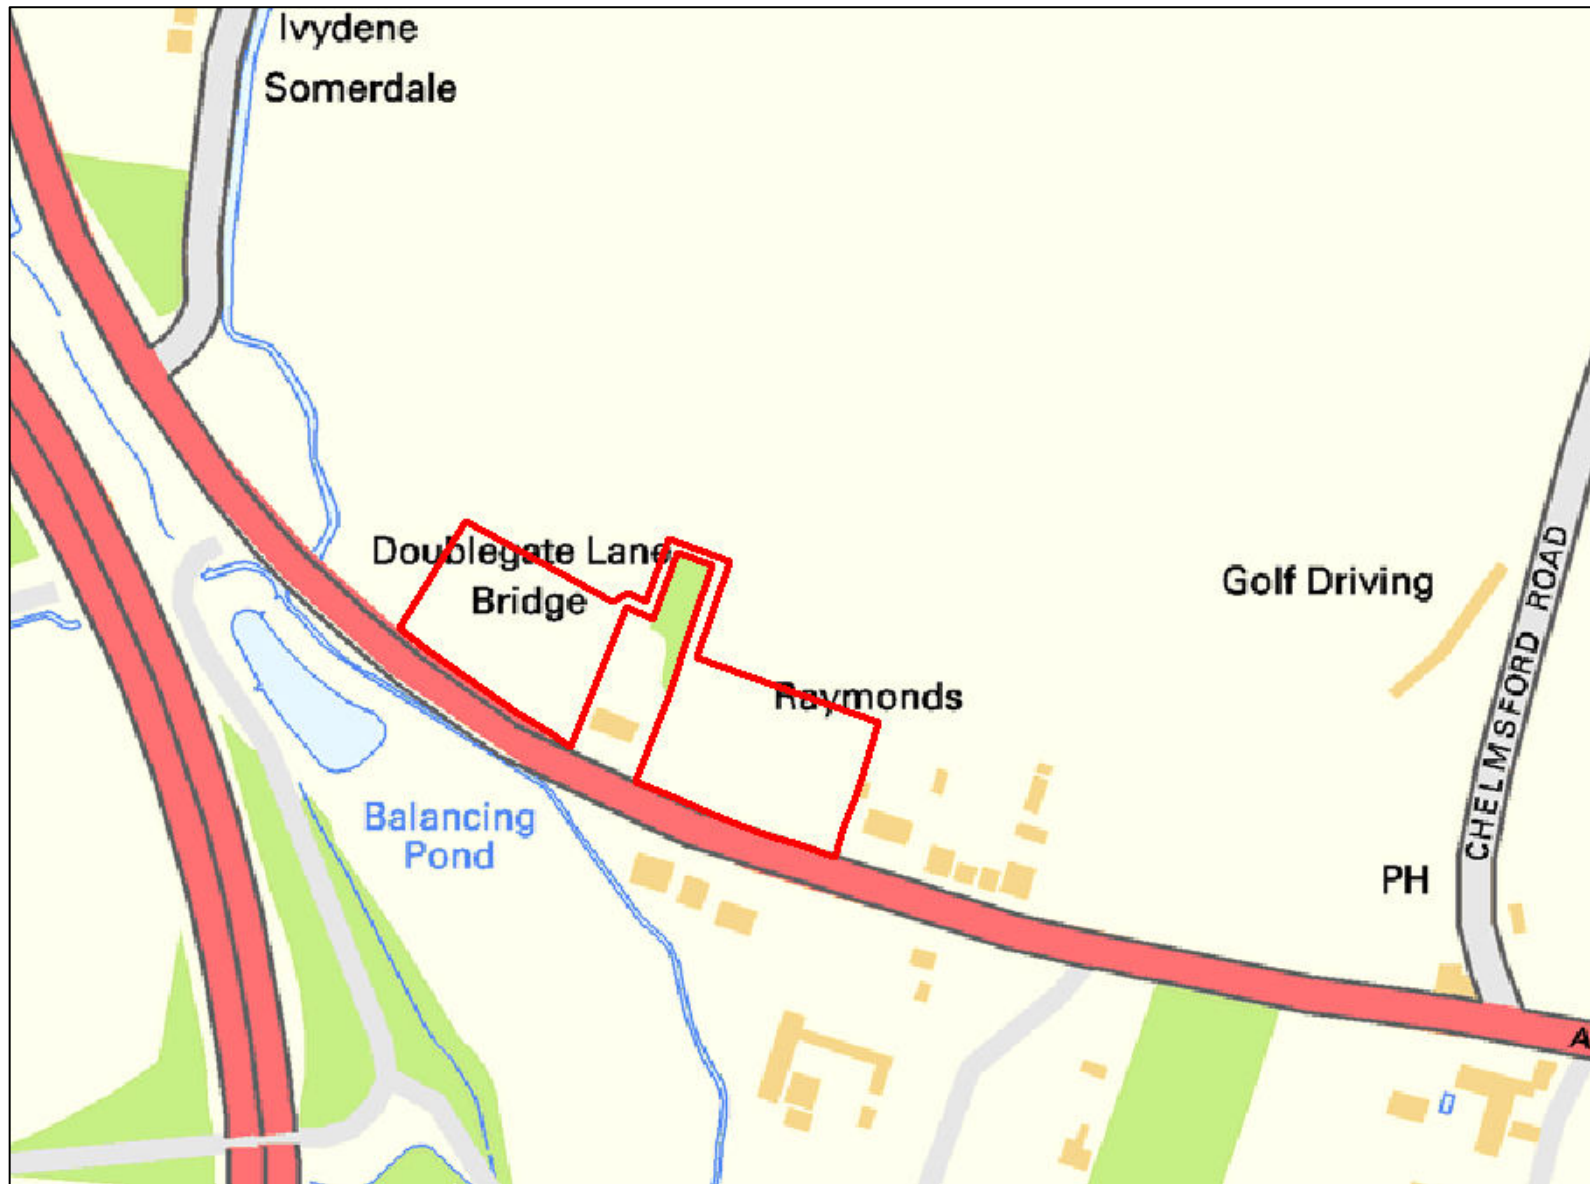 Ivydene
Somerdale
Doublegate Lane
Bridge
Golf Driving
CHELMSFORD ROAD
Raymonds
Balancing
Pond
PH
A